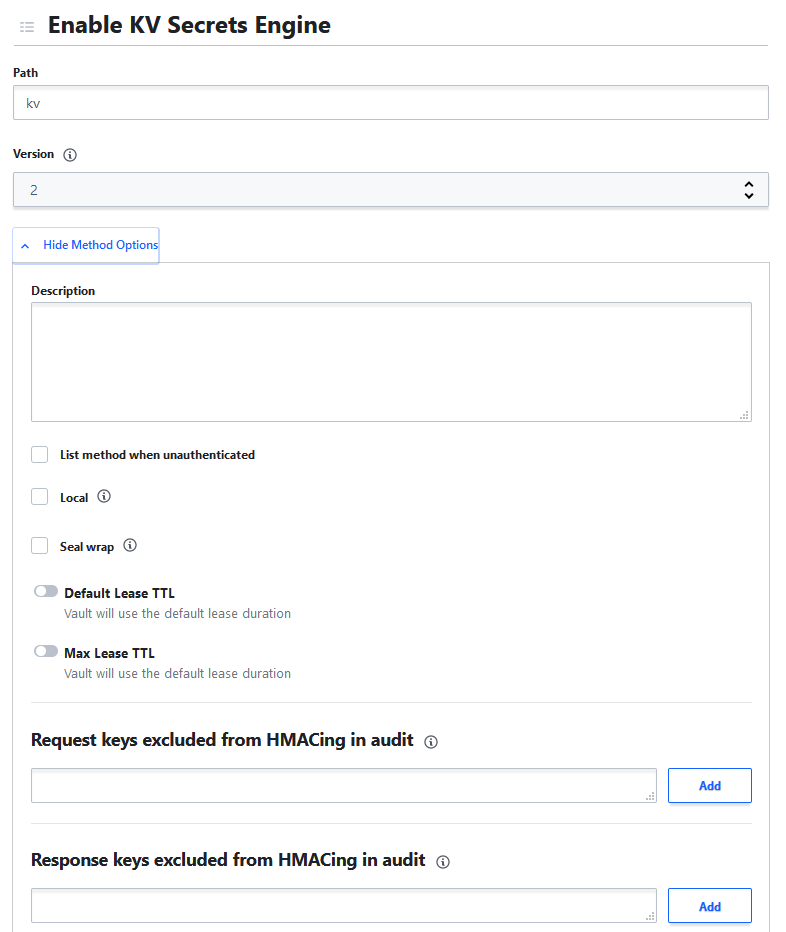 Enable KV Secrets Engine
Path
kv
Version
2
Hide Method Options
Description
List method when unauthenticated
Local
Seal wrap
Default Lease TTL
Vault will use the default lease duration
Max Lease TTL
Vault will use the default lease duration
Request keys excluded from HMACing in audit
Add
Response keys excluded from HMACing in audit
Add